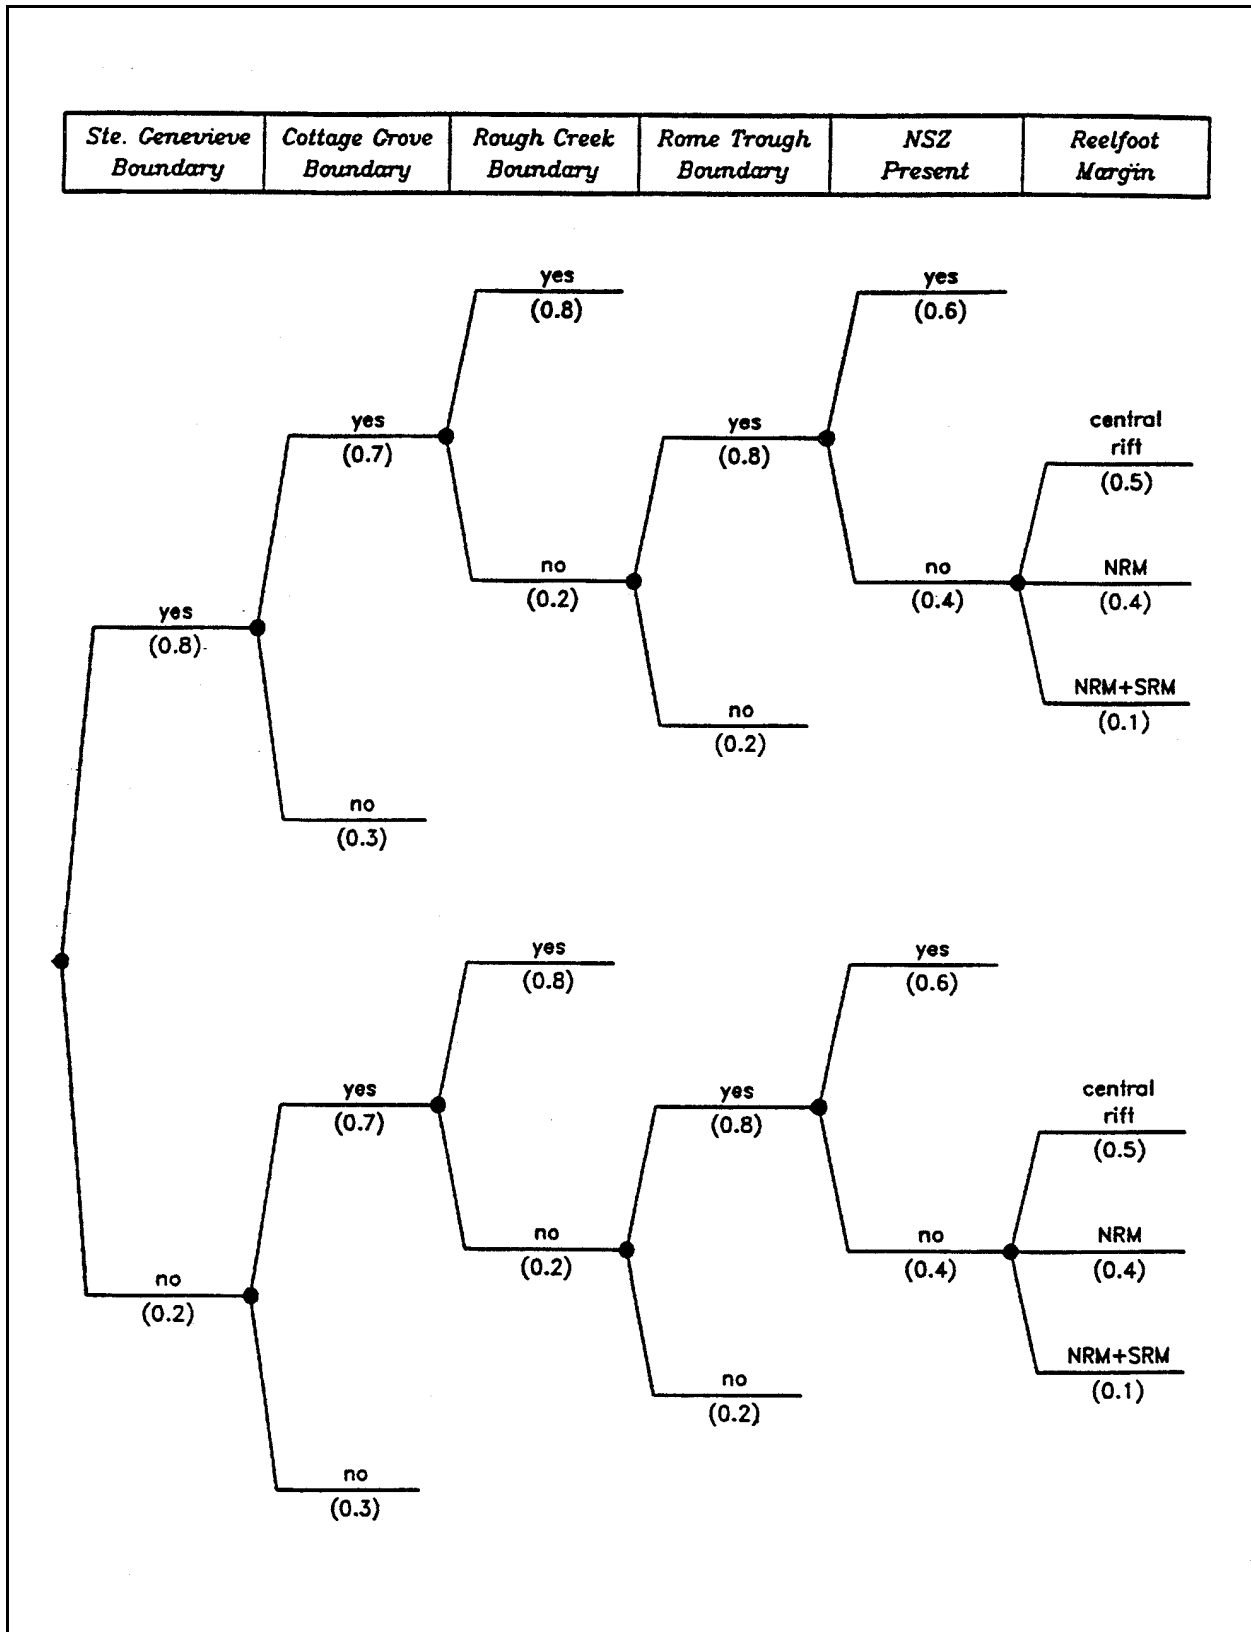 Ste. Genevieve Boundary
Cottage Grove Boundary
Rough Creek Boundary
Rome Trough Boundary
NSZ Present
Reelfoot Margin
yes
(0.8)
yes
(0.6)
yes
(0.7)
yes
(0.8)
central
rift
(0.5)
no
(0.2)
no
(0.4)
NRM
(0.4)
yes
(0.8)
NRM+SRM
(0.1)
no
(0.2)
no
(0.3)
yes
(0.8)
yes
(0.6)
yes
(0.7)
yes
(0.8)
central
rift
(0.5)
no
(0.2)
no
(0.4)
NRM
(0.4)
no
(0.2)
NRM+SRM
(0.1)
no
(0.2)
no
(0.3)